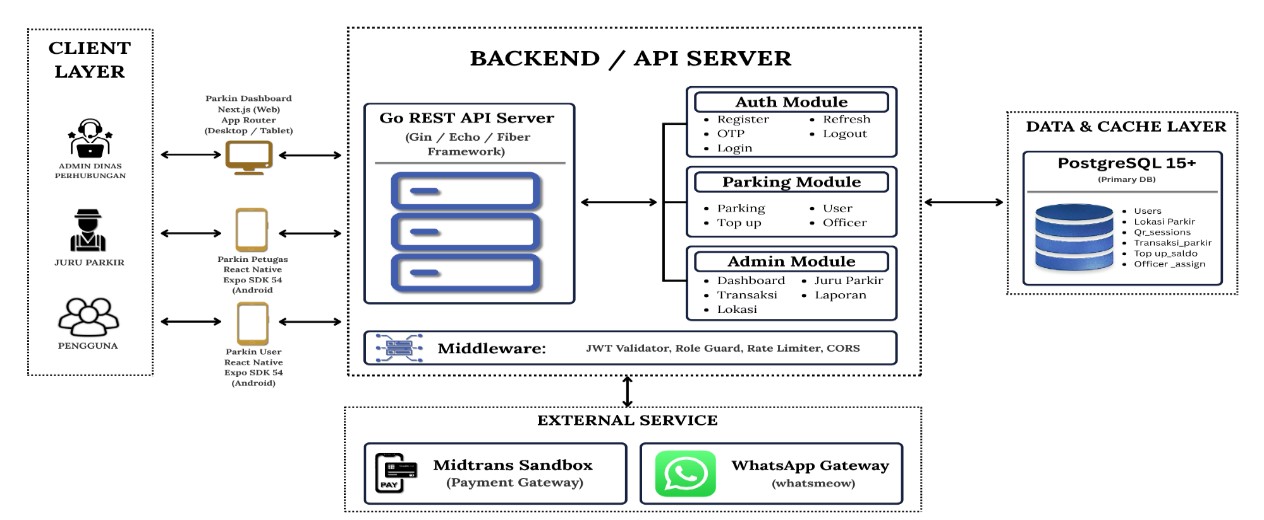 CLIENT
LAYER
ADMIN DINAS
PERHUBUNGAN
JURU PARKIR
PENGGUNA
Parkin Dashboard
Next.js (Web)
App Router
(Desktop / Tablet)
Parkin Petugas
React Native
Expo SDK 54
(Android
Parkin User
React Native
Expo SDK 54
(Android)
BACKEND / API SERVER
Go REST API Server
(Gin / Echo / Fiber
Framework)
Auth Module
• Register
• OTP
• Login
• Refresh
• Logout
Parking Module
• Parking
• Top up
• User
• Officer
Admin Module
• Dashboard
• Transaksi
• Lokasi
• Juru Parkir
• Laporan
Middleware:
JWT Validator, Role Guard, Rate Limiter, CORS
DATA & CACHE LAYER
PostgreSQL 15+
(Primary DB)
• Users
• Lokasi Parkir
• Qr_sessions
• Transaksi_parkir
• Top up_saldo
• Officer _assign
EXTERNAL SERVICE
PAY
Midtrans Sandbox
(Payment Gateway)
WhatsApp Gateway
(whatsmeow)